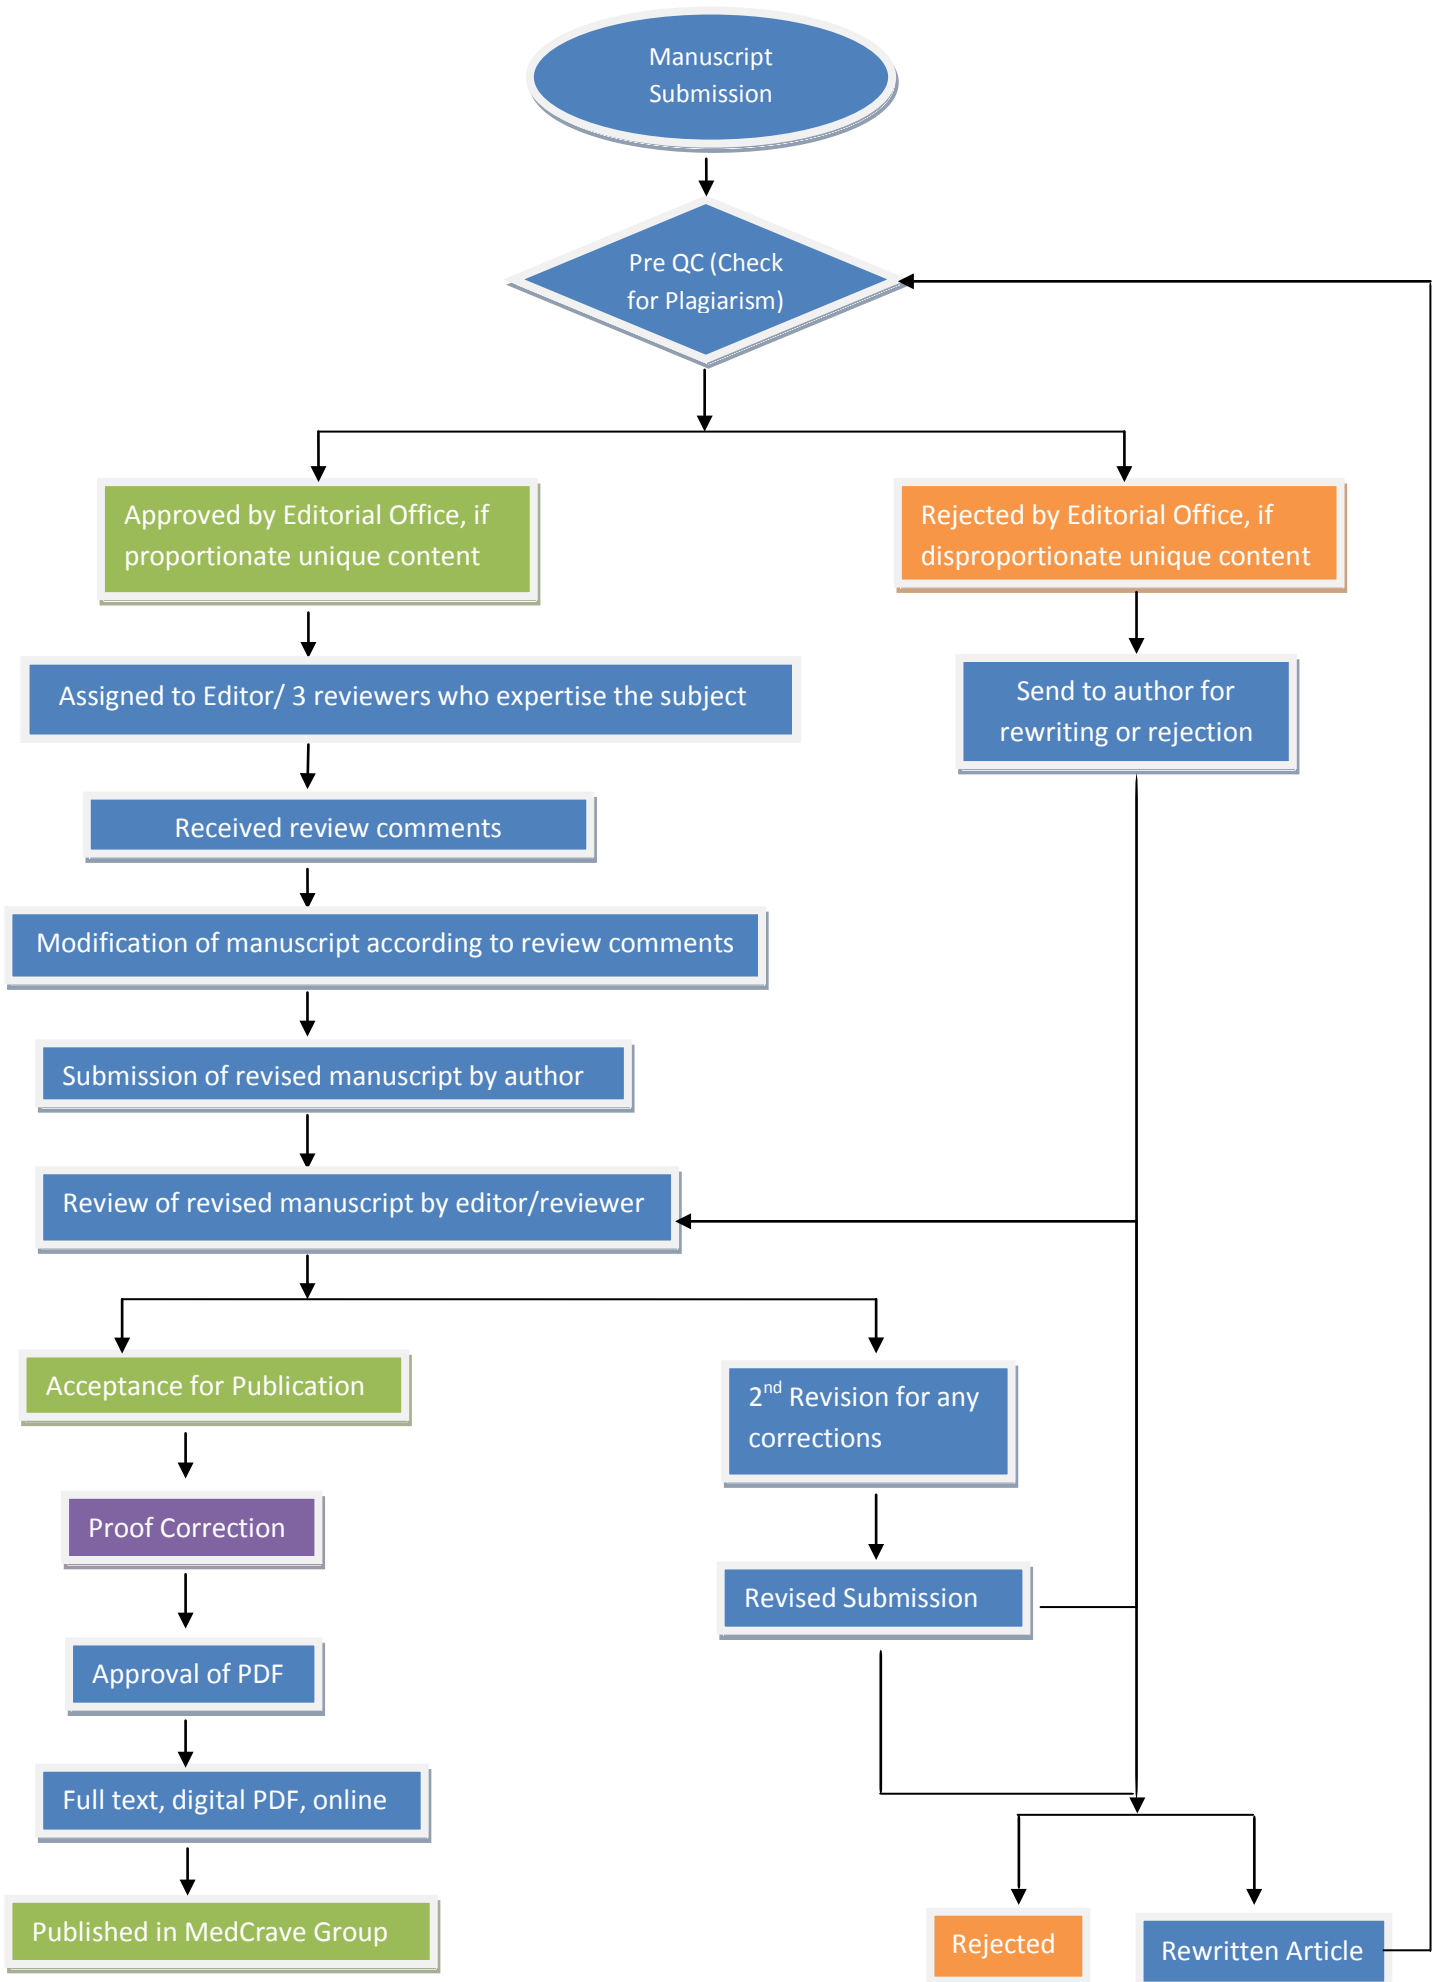 Manuscript
Submission
Pre QC (Check
for Plagiarism)
Approved by Editorial Office, if
proportionate unique content
Rejected by Editorial Office, if
disproportionate unique content
Assigned to Editor/ 3 reviewers who expertise the subject
Send to author for
rewriting or rejection
Received review comments
Modification of manuscript according to review comments
Submission of revised manuscript by author
Review of revised manuscript by editor/reviewer
Acceptance for Publication
2nd Revision for any
corrections
Proof Correction
Revised Submission
Approval of PDF
Full text, digital PDF, online
Published in MedCrave Group
Rejected
Rewritten Article